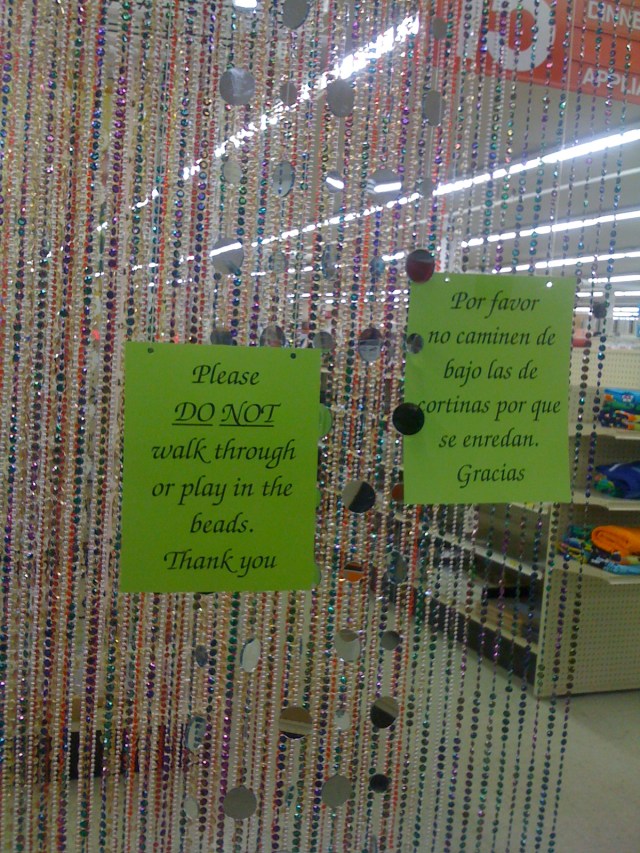 Please
DO NOT
walk through
or play in the
beads.
Thank you
Por favor
no caminen de
bajo las de
cortinas por que
se enredan.
Gracias
5